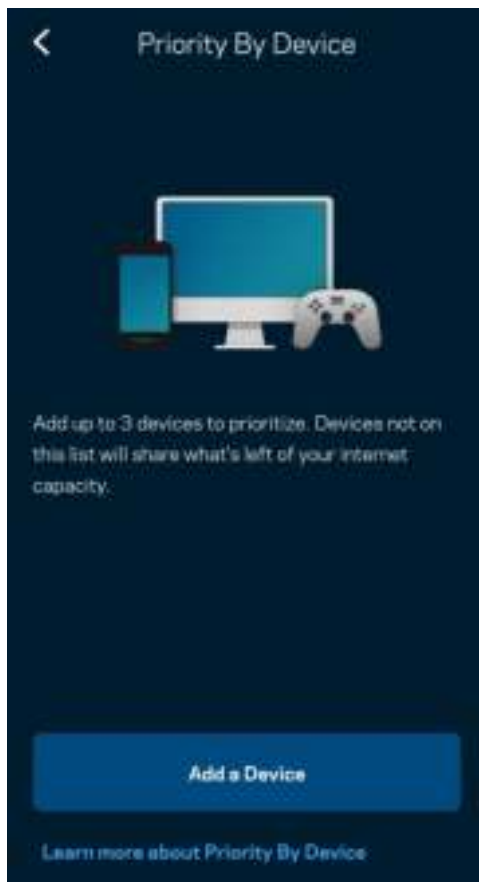 Priority By Device
Add up to 3 devices to prioritize. Devices not on
this list will share what's left of your internet
capacity.
Add a Device
Learn more about Priority By Device